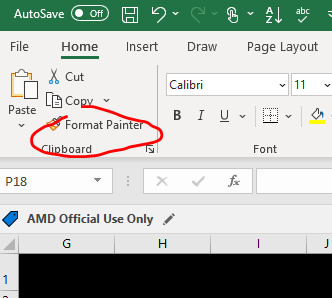 AutoSave Off
File Home Insert Draw Page Layout
Cut
Calibri 11
Copy
Paste
B I U A
Format Painter
Clipboard Font
P18 fx
AMD Official Use Only
G H I J
1